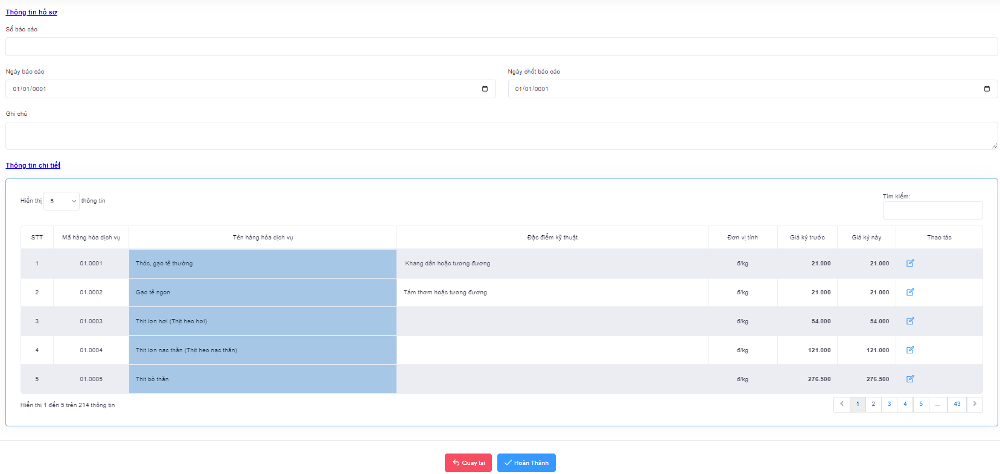 Thông tin hồ sơ
Số báo cáo
Ngày báo cáo Ngày chốt báo cáo
01/01/0001 01/01/0001
Ghi chú
Thông tin chi tiết
Hiển thị 5 thông tin Tìm kiếm:
STT Mã hàng hóa dịch vụ Tên hàng hóa dịch vụ Đặc điểm kỹ thuật Đơn vị tính Giá kỳ trước Giá kỳ này Thao tác
1 01.0001 Thóc, gạo tẻ thường Khang dân hoặc tương đương đ/kg 21.000 21.000
2 01.0002 Gạo tẻ ngon Tám thơm hoặc tương đương đ/kg 21.000 21.000
3 01.0003 Thịt lợn hơi (Thịt heo hơi) đ/kg 54.000 54.000
4 01.0004 Thịt lợn nạc thăn (Thịt heo nạc thăn) đ/kg 121.000 121.000
5 01.0005 Thịt bò thăn đ/kg 276.500 276.500
Hiển thị 1 đến 5 trên 214 thông tin 1 2 3 4 5 ... 43
Quay lại Hoàn Thành